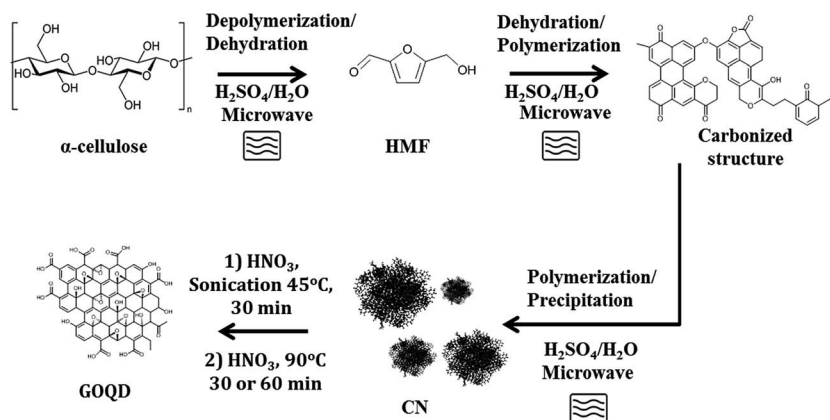 Depolymerization/
Dehydration
H₂SO₄/H₂O
Microwave
α-cellulose
HMF
Dehydration/
Polymerization
H₂SO₄/H₂O
Microwave
Carbonized
structure
Polymerization/
Precipitation
H₂SO₄/H₂O
Microwave
CN
1) HNO₃,
Sonication 45°C,
30 min
2) HNO₃, 90°C
30 or 60 min
GOQD